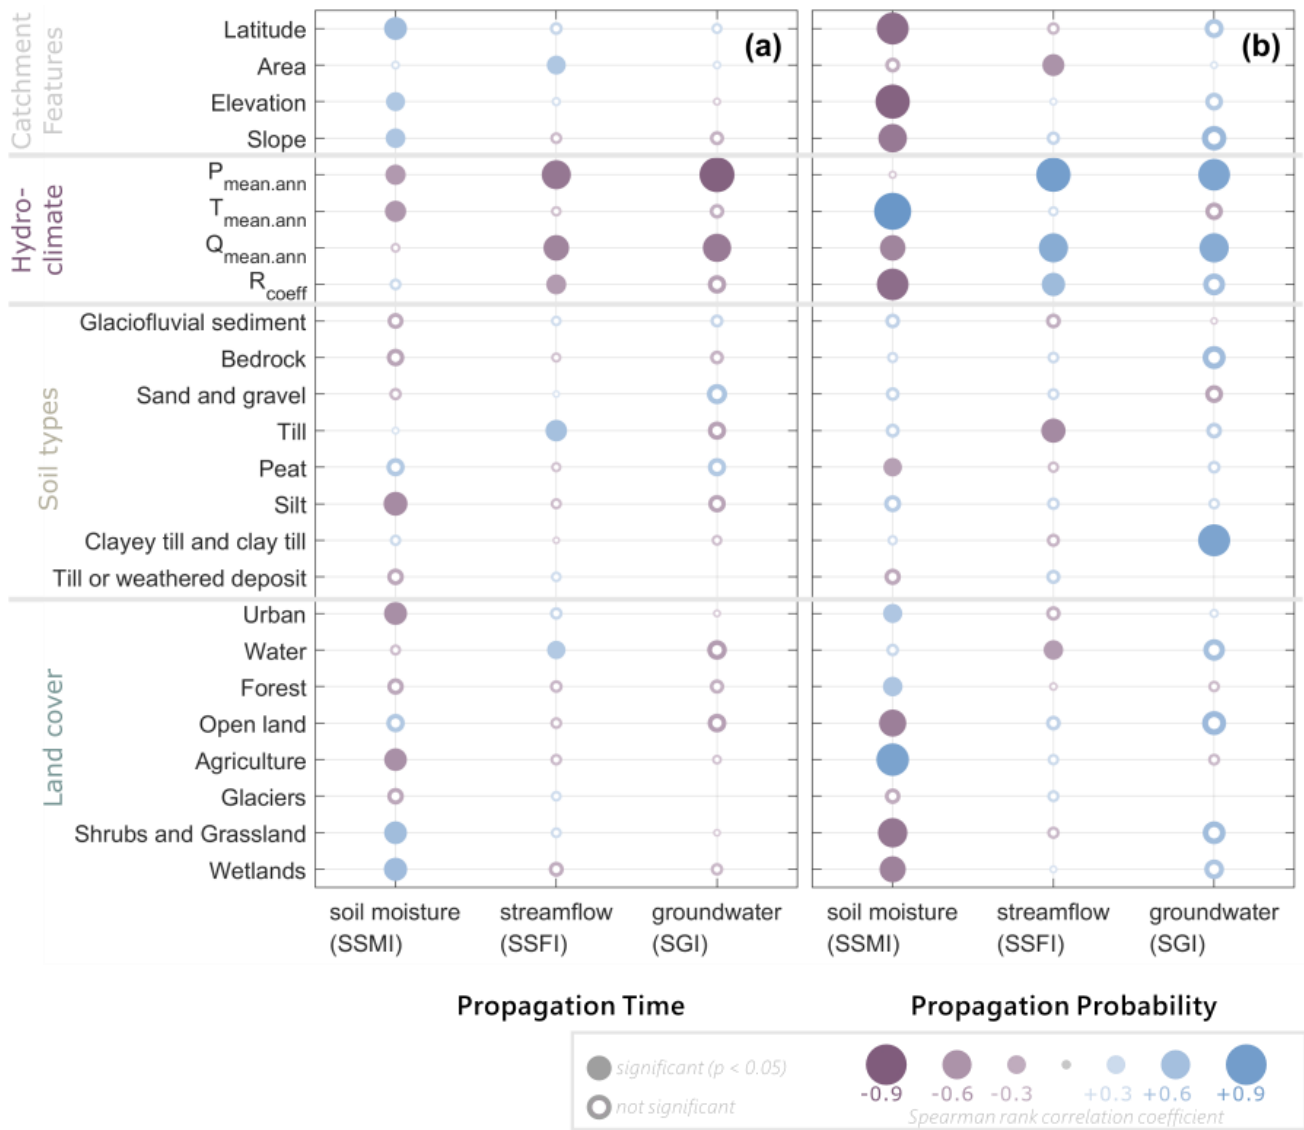 Catchment
Features
Latitude
Area
Elevation
Slope
(a)
(b)
Hydro-
climate
P mean.ann
T mean.ann
Q mean.ann
R coeff
Soil types
Glaciofluvial sediment
Bedrock
Sand and gravel
Till
Peat
Silt
Clayey till and clay till
Till or weathered deposit
Land cover
Urban
Water
Forest
Open land
Agriculture
Glaciers
Shrubs and Grassland
Wetlands
soil moisture
(SSMI)
streamflow
(SSFI)
groundwater
(SGI)
soil moisture
(SSMI)
streamflow
(SSFI)
groundwater
(SGI)
Propagation Time
Propagation Probability
significant (p < 0.05)
not significant
-0.9 -0.6 -0.3 +0.3 +0.6 +0.9
Spearman rank correlation coefficient